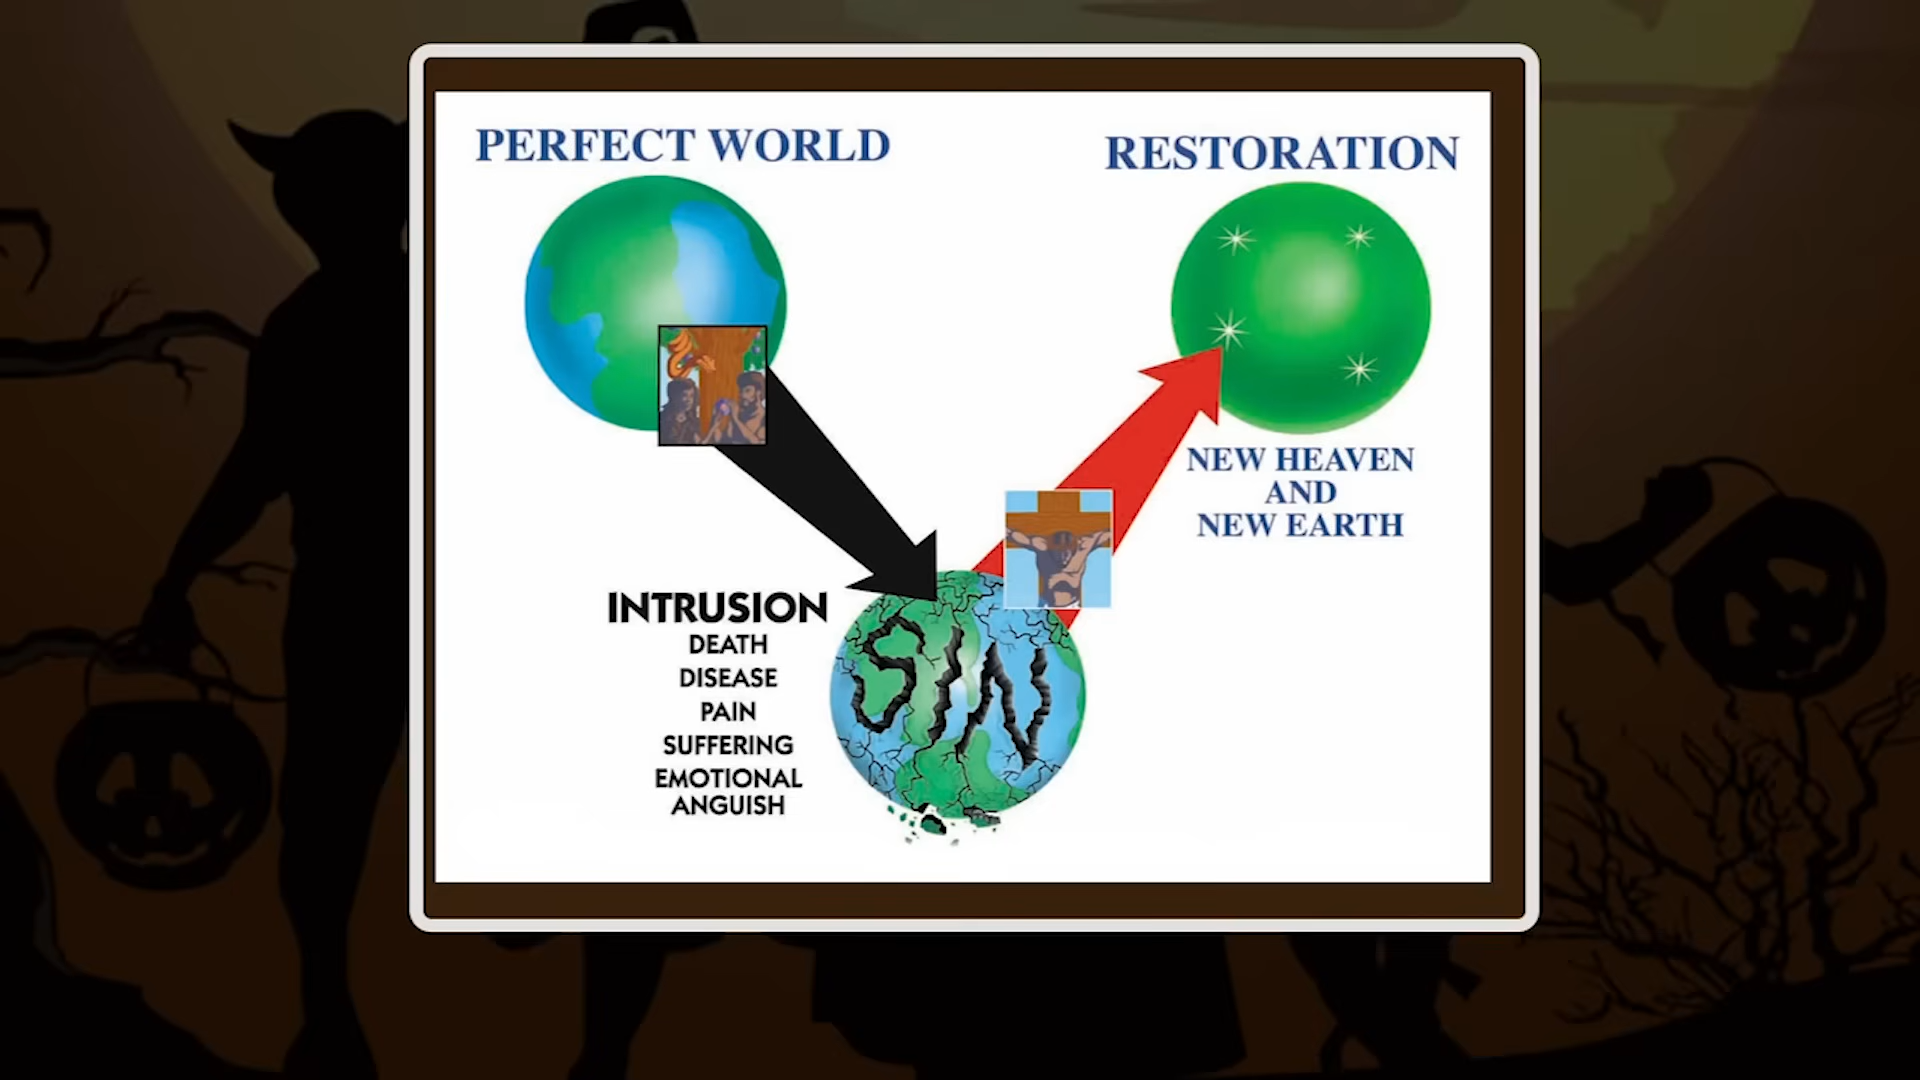 PERFECT WORLD
RESTORATION
NEW HEAVEN
AND
NEW EARTH
INTRUSION
DEATH
DISEASE
PAIN
SUFFERING
EMOTIONAL
ANGUISH
SIN